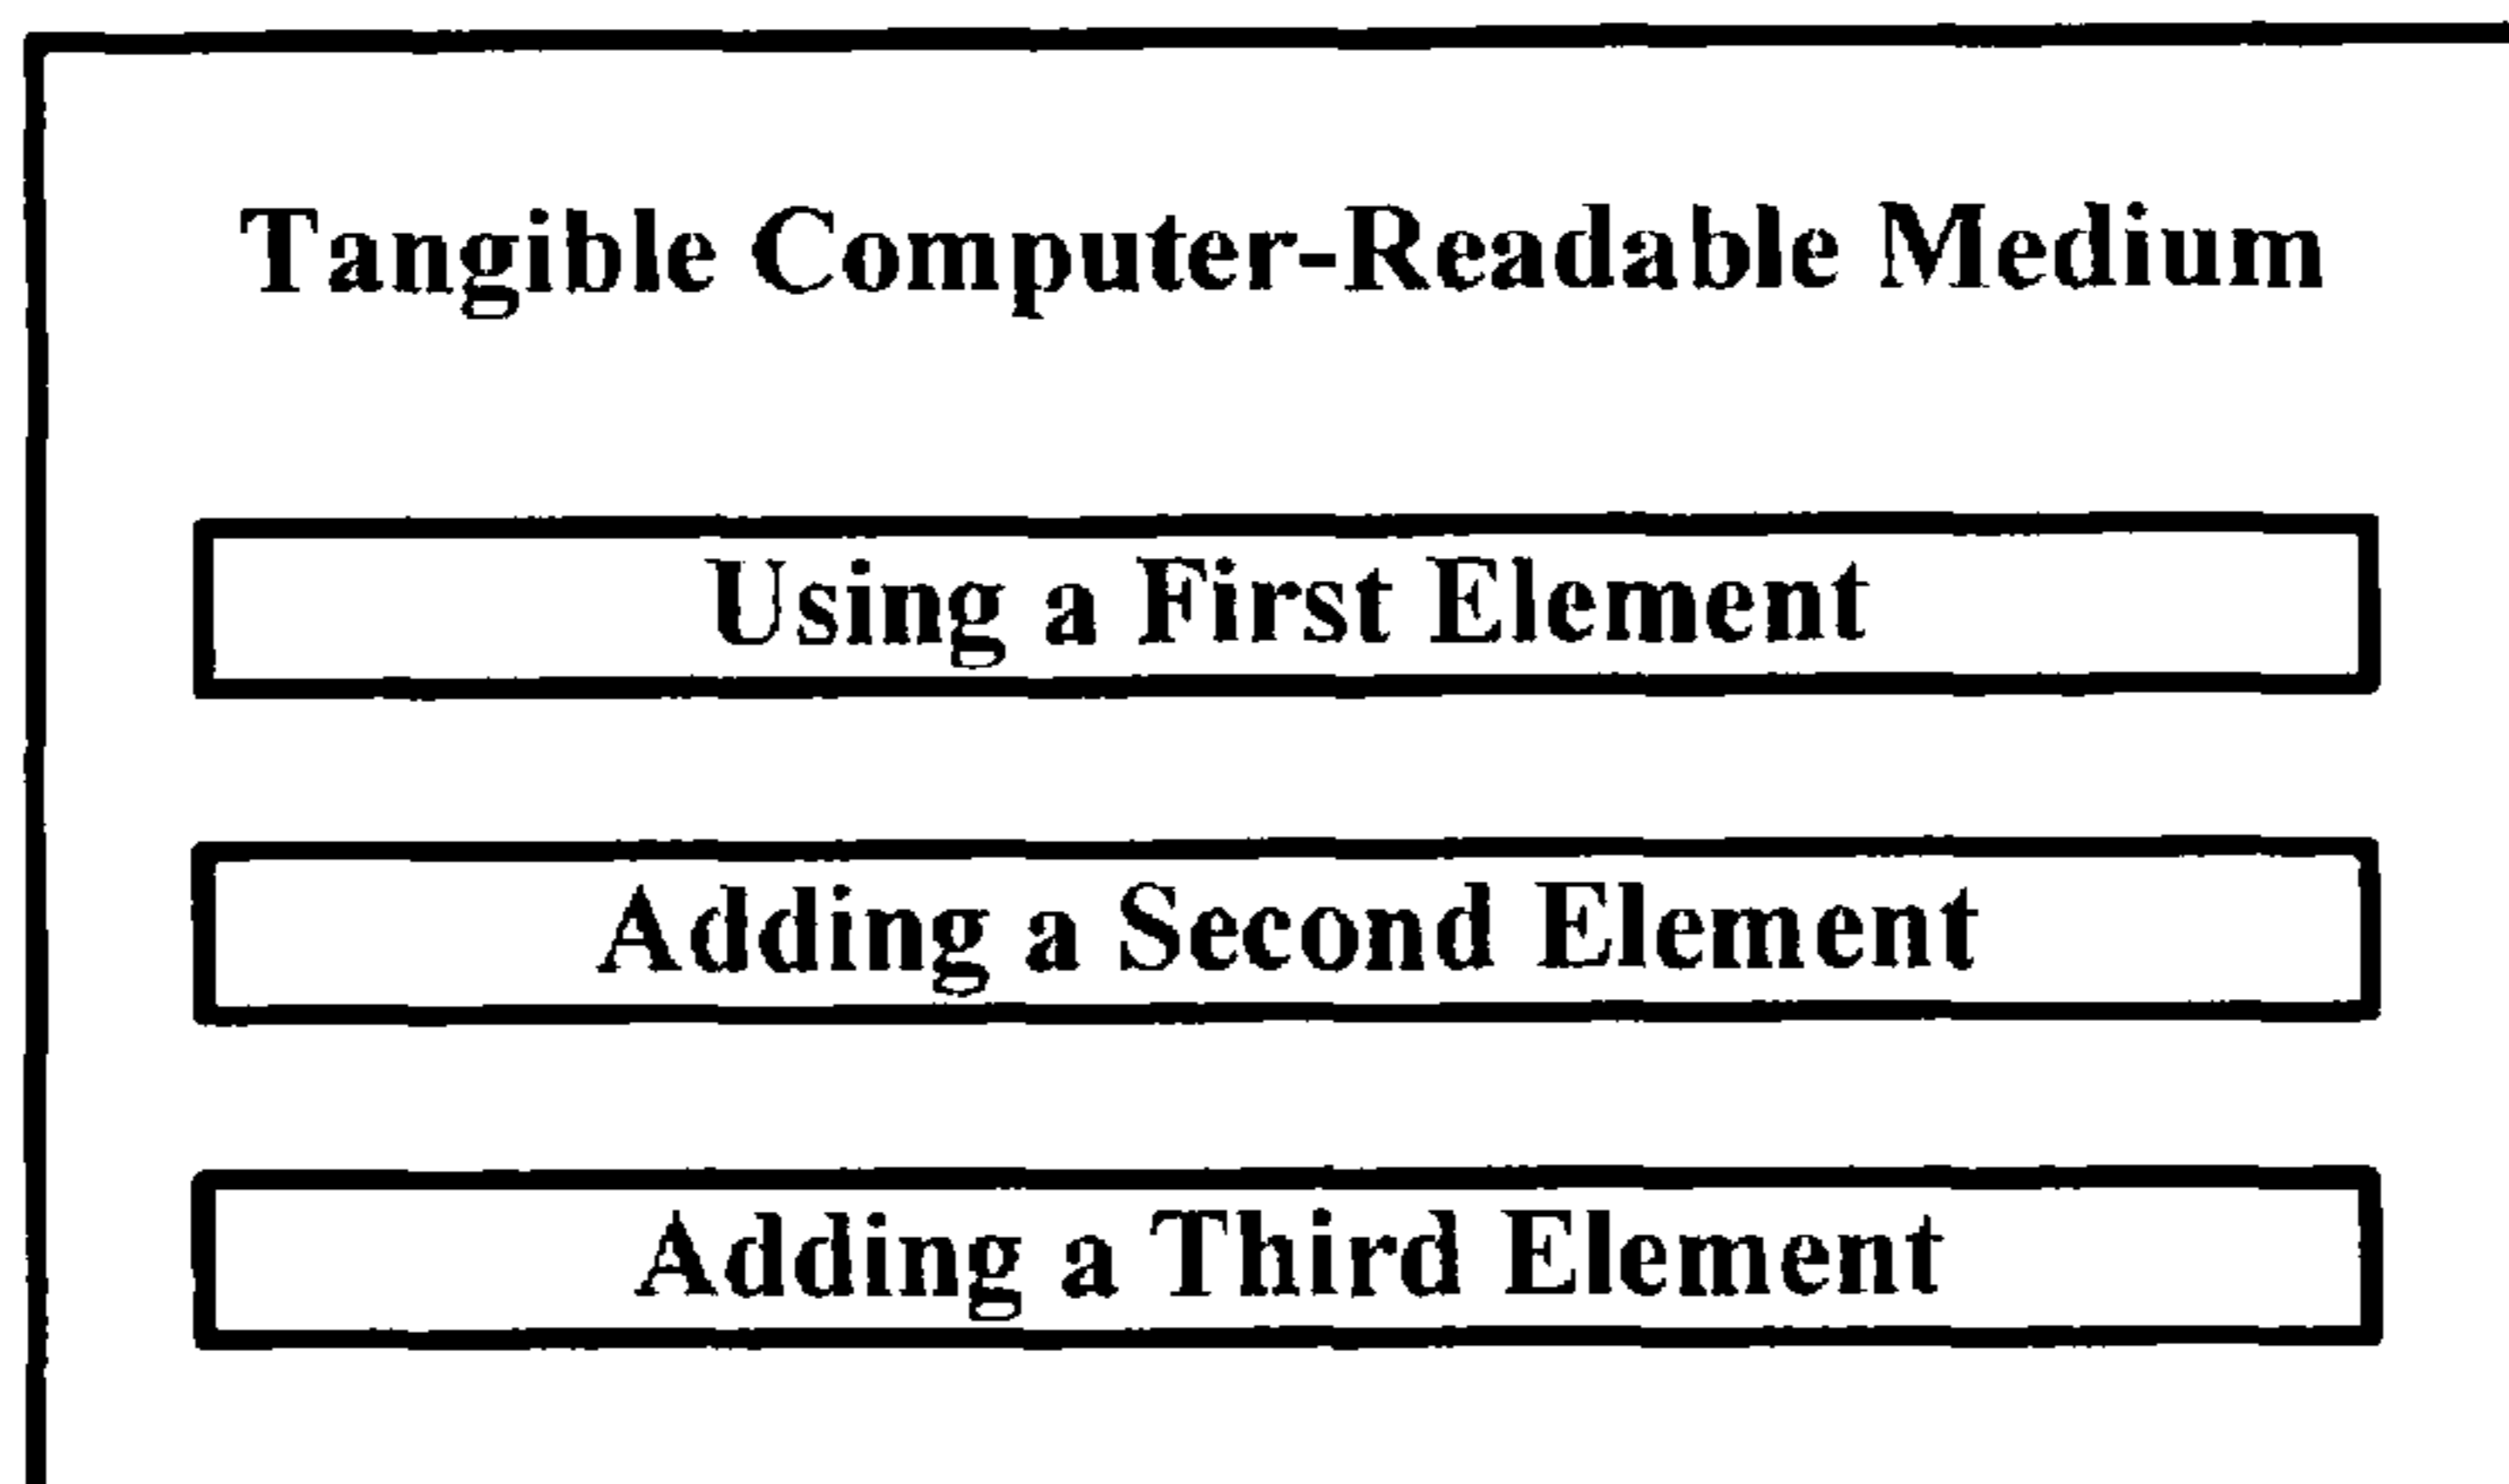 Tangible Computer-Readable Medium
Using a First Element
Adding a Second Element
Adding a Third Element